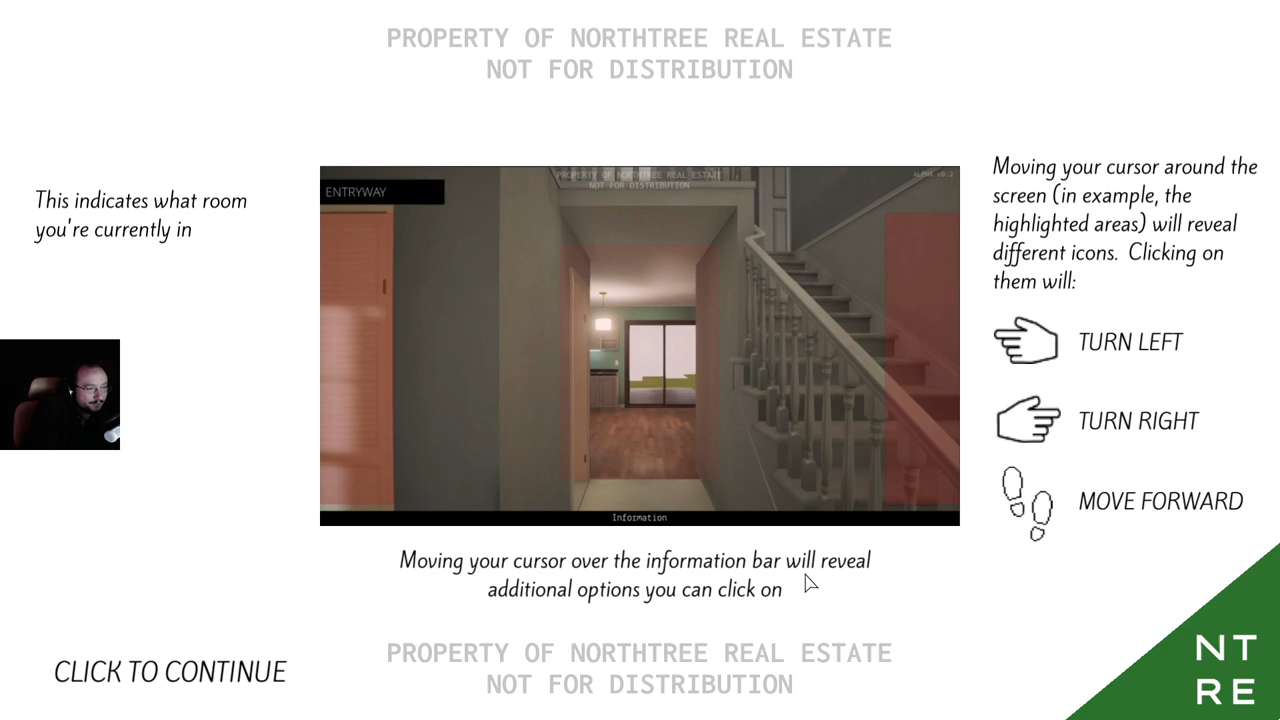 PROPERTY OF NORTHTREE REAL ESTATE
NOT FOR DISTRIBUTION
This indicates what room
you're currently in
ENTRYWAY
PROPERTY OF NORTHTREE REAL ESTATE
NOT FOR DISTRIBUTION
ALPHA v0.2
Information
Moving your cursor around the
screen (in example, the
highlighted areas) will reveal
different icons. Clicking on
them will:
TURN LEFT
TURN RIGHT
MOVE FORWARD
Moving your cursor over the information bar will reveal
additional options you can click on
CLICK TO CONTINUE
PROPERTY OF NORTHTREE REAL ESTATE
NOT FOR DISTRIBUTION
NT
RE